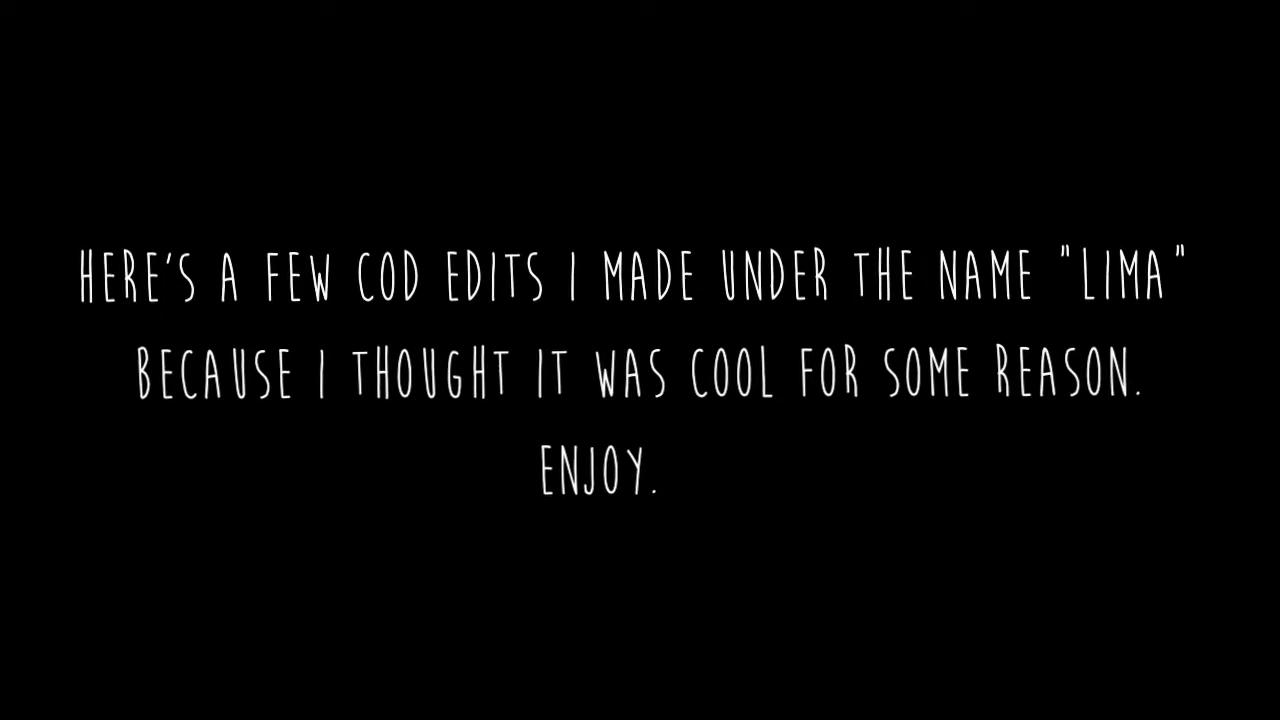 HERE'S A FEW COD EDITS I MADE UNDER THE NAME "LIMA"
BECAUSE I THOUGHT IT WAS COOL FOR SOME REASON.
ENJOY.